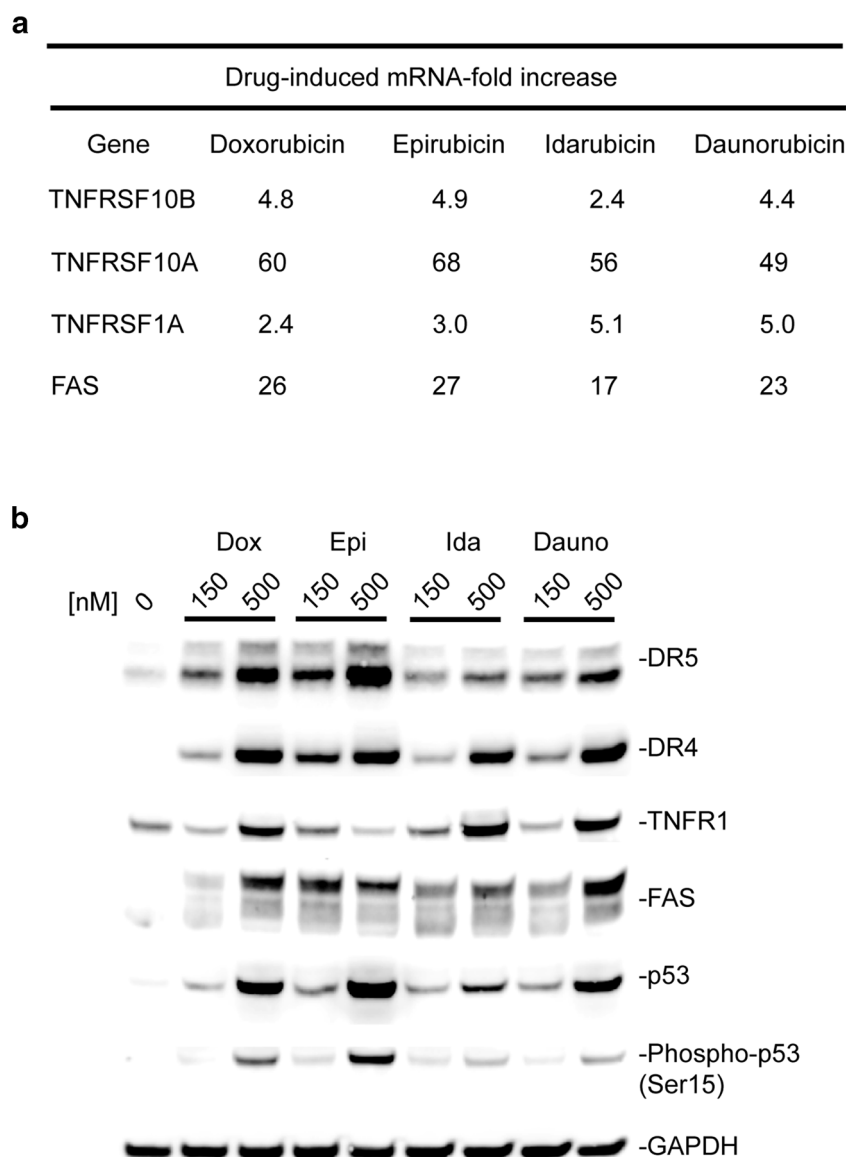 a
Drug-induced mRNA-fold increase
Gene Doxorubicin Epirubicin Idarubicin Daunorubicin
TNFRSF10B 4.8 4.9 2.4 4.4
TNFRSF10A 60 68 56 49
TNFRSF1A 2.4 3.0 5.1 5.0
FAS 26 27 17 23
b
Dox Epi Ida Dauno
[nM] 0 150 500 150 500 150 500 150 500
-DR5
-DR4
-TNFR1
-FAS
-p53
-Phospho-p53
(Ser15)
-GAPDH